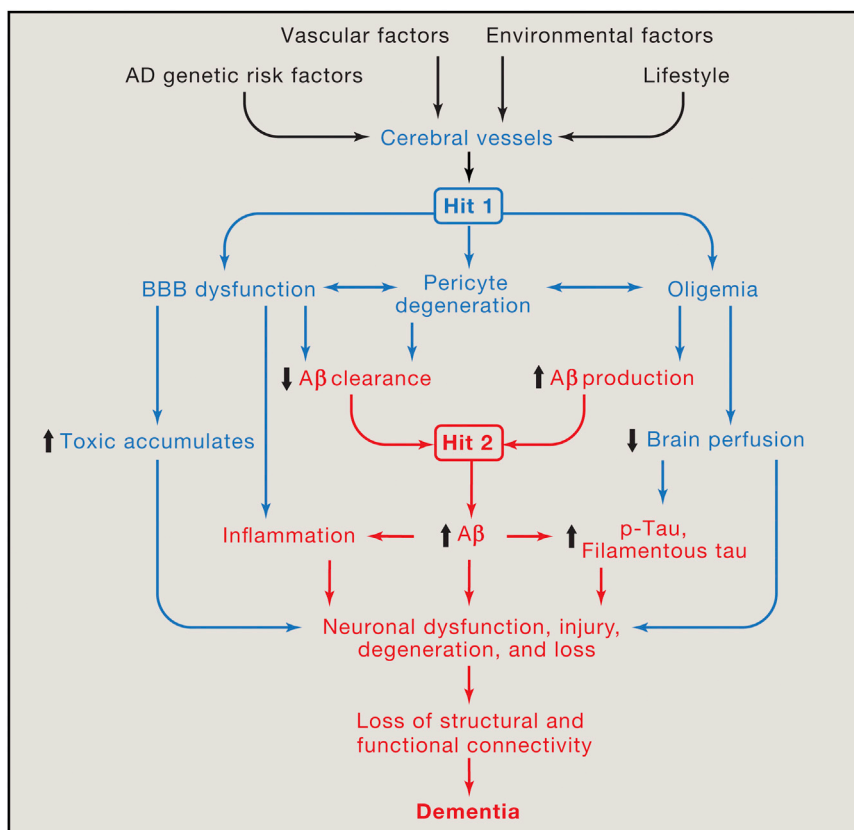 Vascular factors
Environmental factors
AD genetic risk factors
Lifestyle
Cerebral vessels
Hit 1
BBB dysfunction
Pericyte
degeneration
Oligemia
Aβ clearance
Aβ production
Toxic accumulates
Hit 2
Brain perfusion
Inflammation
Aβ
p-Tau,
Filamentous tau
Neuronal dysfunction, injury,
degeneration, and loss
Loss of structural and
functional connectivity
Dementia